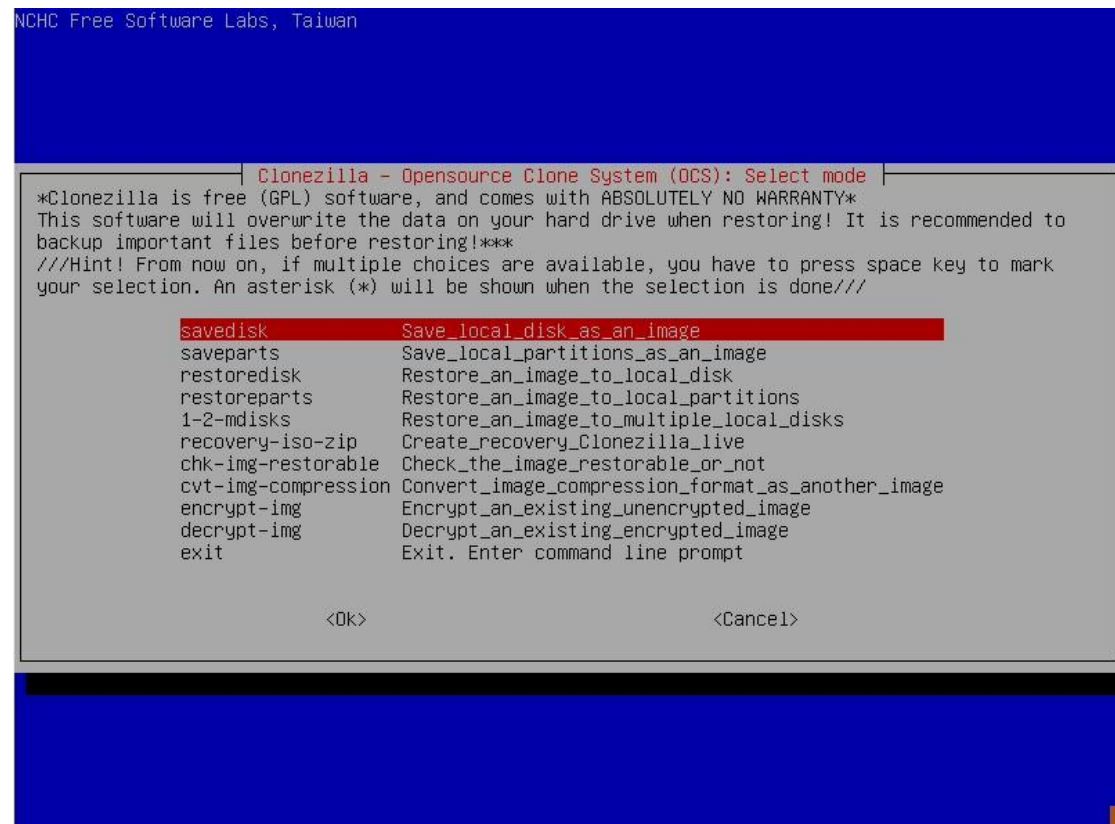 NCHC Free Software Labs, Taiwan
Clonezilla - Opensource Clone System (OCS): Select mode
*Clonezilla is free (GPL) software, and comes with ABSOLUTELY NO WARRANTY*
This software will overwrite the data on your hard drive when restoring! It is recommended to
backup important files before restoring!***
///Hint! From now on, if multiple choices are available, you have to press space key to mark
your selection. An asterisk (*) will be shown when the selection is done///
savedisk Save_local_disk_as_an_image
saveparts Save_local_partitions_as_an_image
restoredisk Restore_an_image_to_local_disk
restoreparts Restore_an_image_to_local_partitions
1-2-mdisks Restore_an_image_to_multiple_local_disks
recovery-iso-zip Create_recovery_Clonezilla_live
chk-img-restorable Check_the_image_restorable_or_not
cvt-img-compression Convert_image_compression_format_as_another_image
encrypt-img Encrypt_an_existing_unencrypted_image
decrypt-img Decrypt_an_existing_encrypted_image
exit Exit. Enter command line prompt
<Ok> <Cancel>